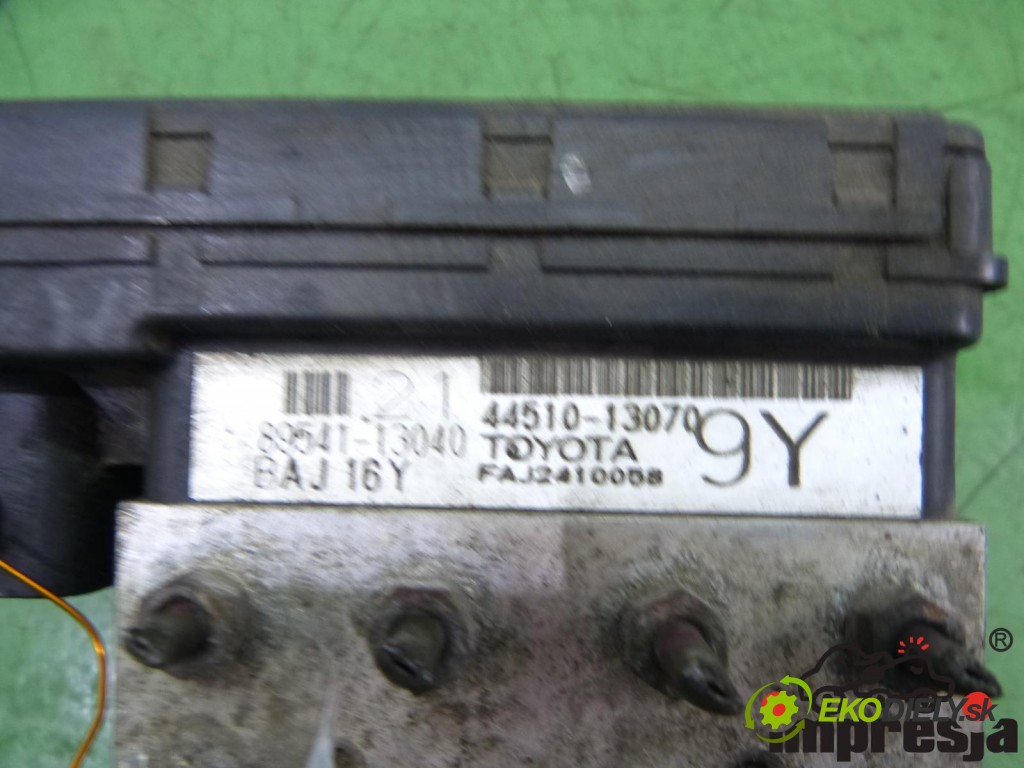 21
89541-13040
BAJ 16Y
44510-13070
TOYOTA
FAJ2410058
9Y
®
EKODIELY.sk
impresja